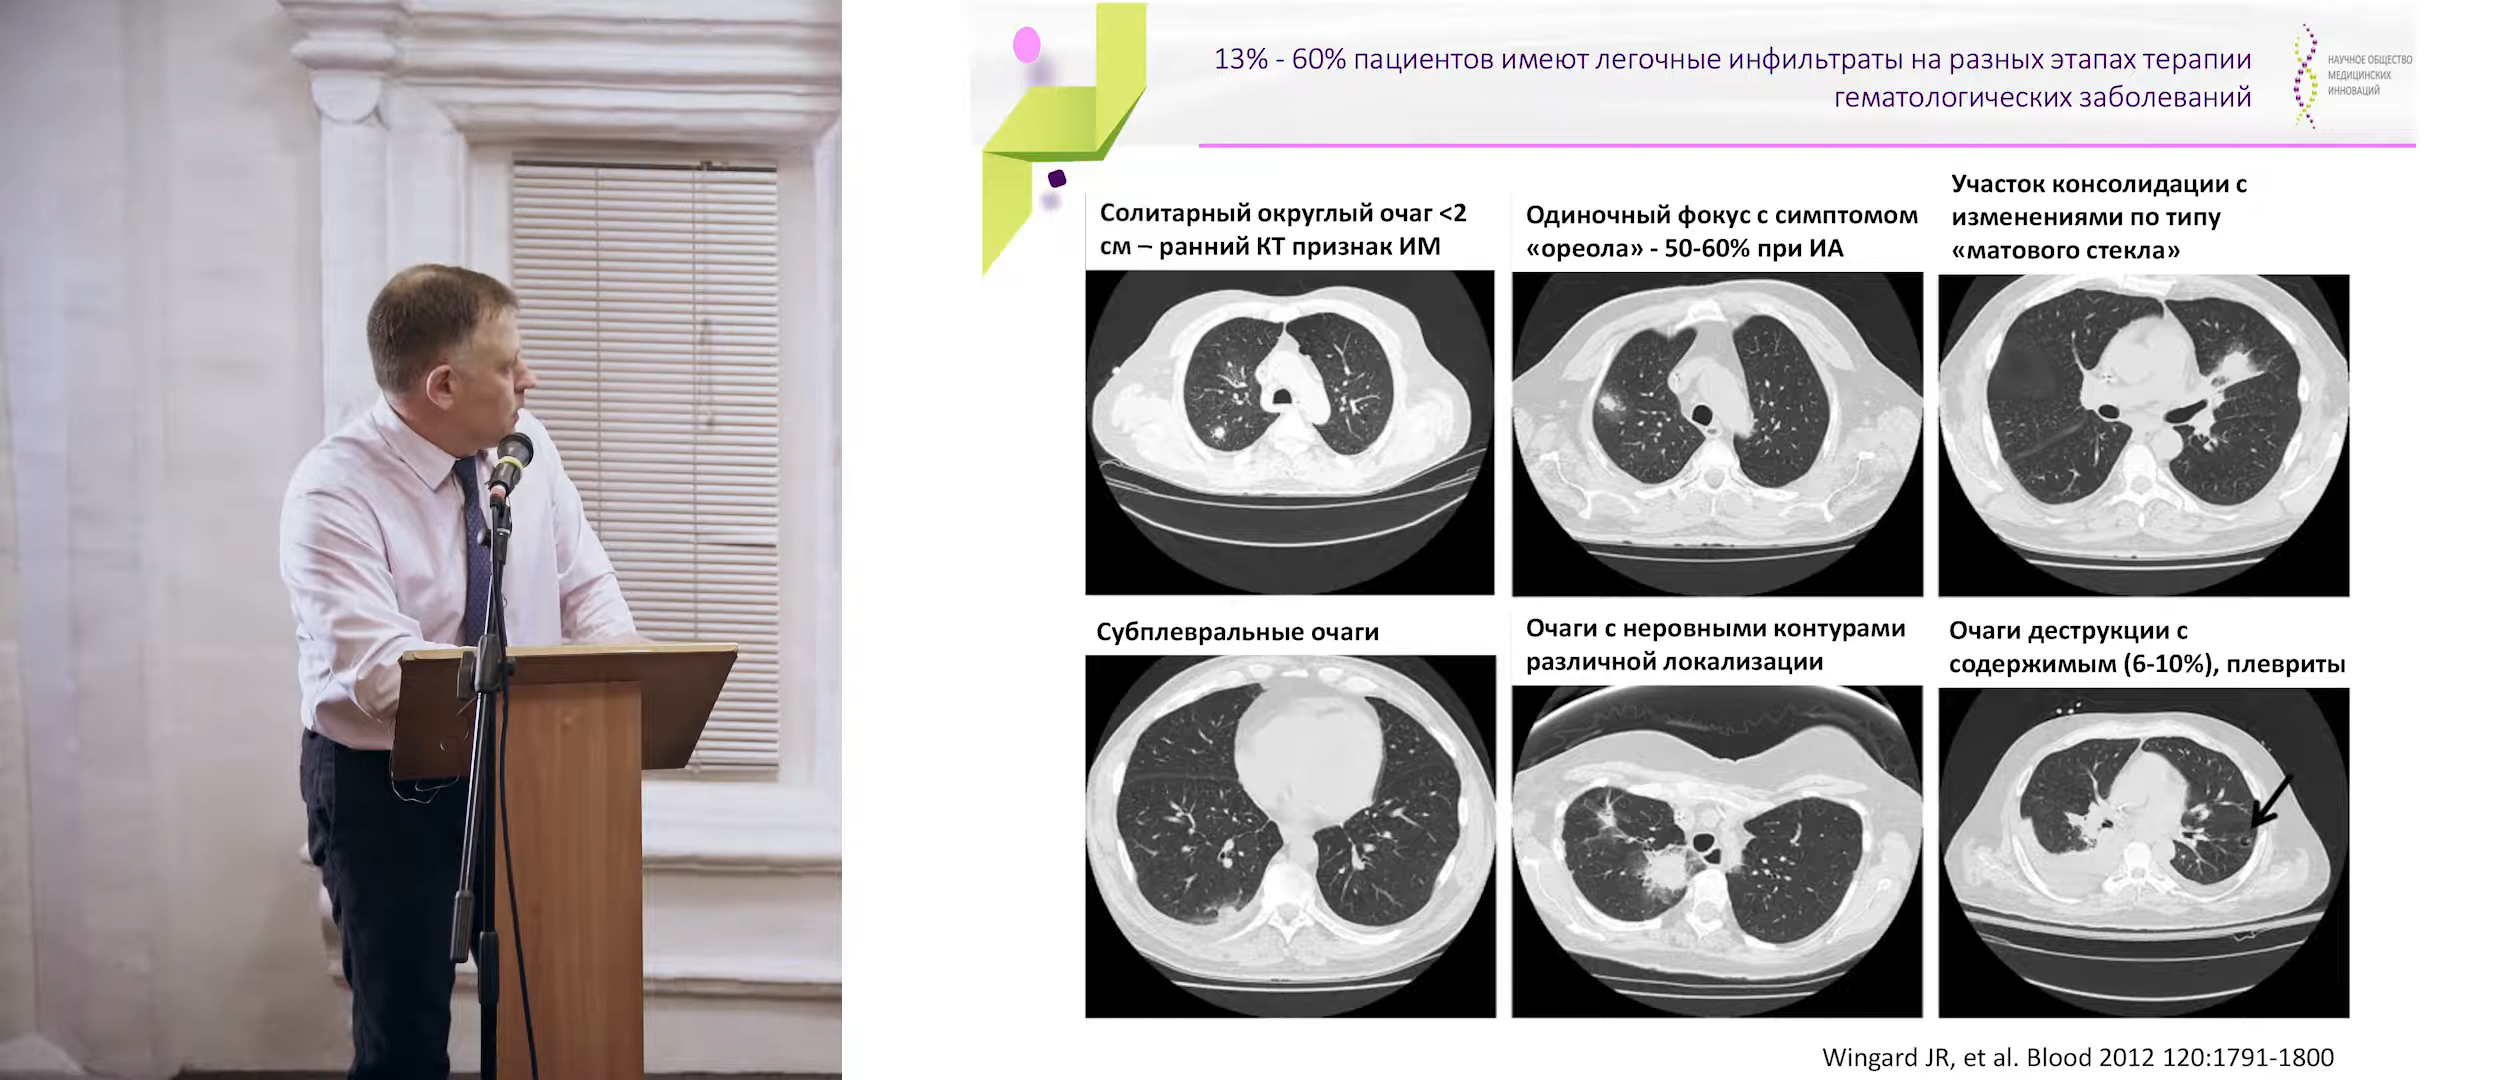 13% - 60% пациентов имеют легочные инфильтраты на разных этапах терапии
гематологических заболеваний
НАУЧНОЕ ОБЩЕСТВО
МЕДИЦИНСКИХ
ИННОВАЦИЙ
Солитарный округлый очаг <2
см – ранний КТ признак ИМ
Одиночный фокус с симптомом
«ореола» - 50-60% при ИА
Участок консолидации с
изменениями по типу
«матового стекла»
Субплевральные очаги
Очаги с неровными контурами
различной локализации
Очаги деструкции с
содержимым (6-10%), плевриты
Wingard JR, et al. Blood 2012 120:1791-1800